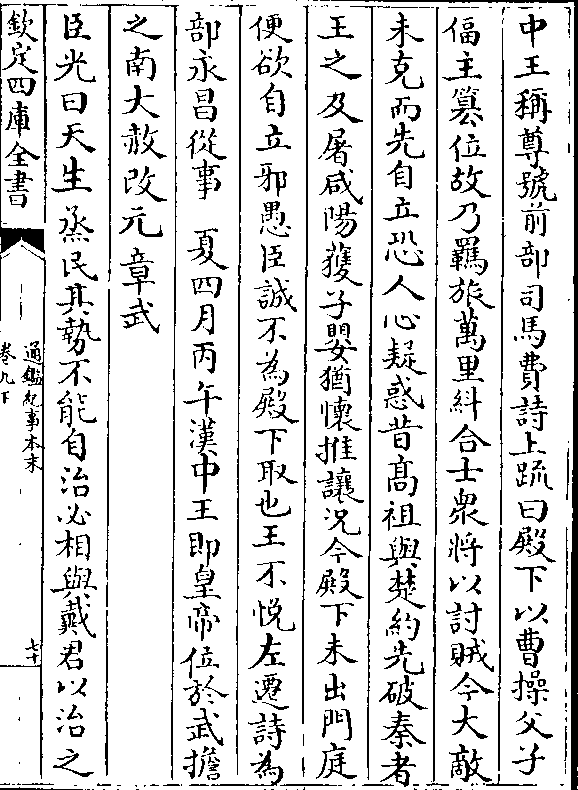 中王稱尊號前部司馬費詩上疏曰殿下以曹操父子
偪主篡位故乃羈旅萬里糾合士衆將以討賊今大敵
未克而先自立恐人心疑惑昔髙祖與楚約先破秦者
王之及屠咸陽獲子嬰猶懷推讓況今殿下未出門庭
便欲自立邪愚臣誠不為殿下取也王不悦左遷詩為
部永昌從事　夏四月丙午漢中王即皇帝位於武擔
之南大赦改元章武
臣光曰天生烝民其勢不能自治必相與戴君以治之
欽定四庫全書
通鑑紀事本末
卷九下
七十